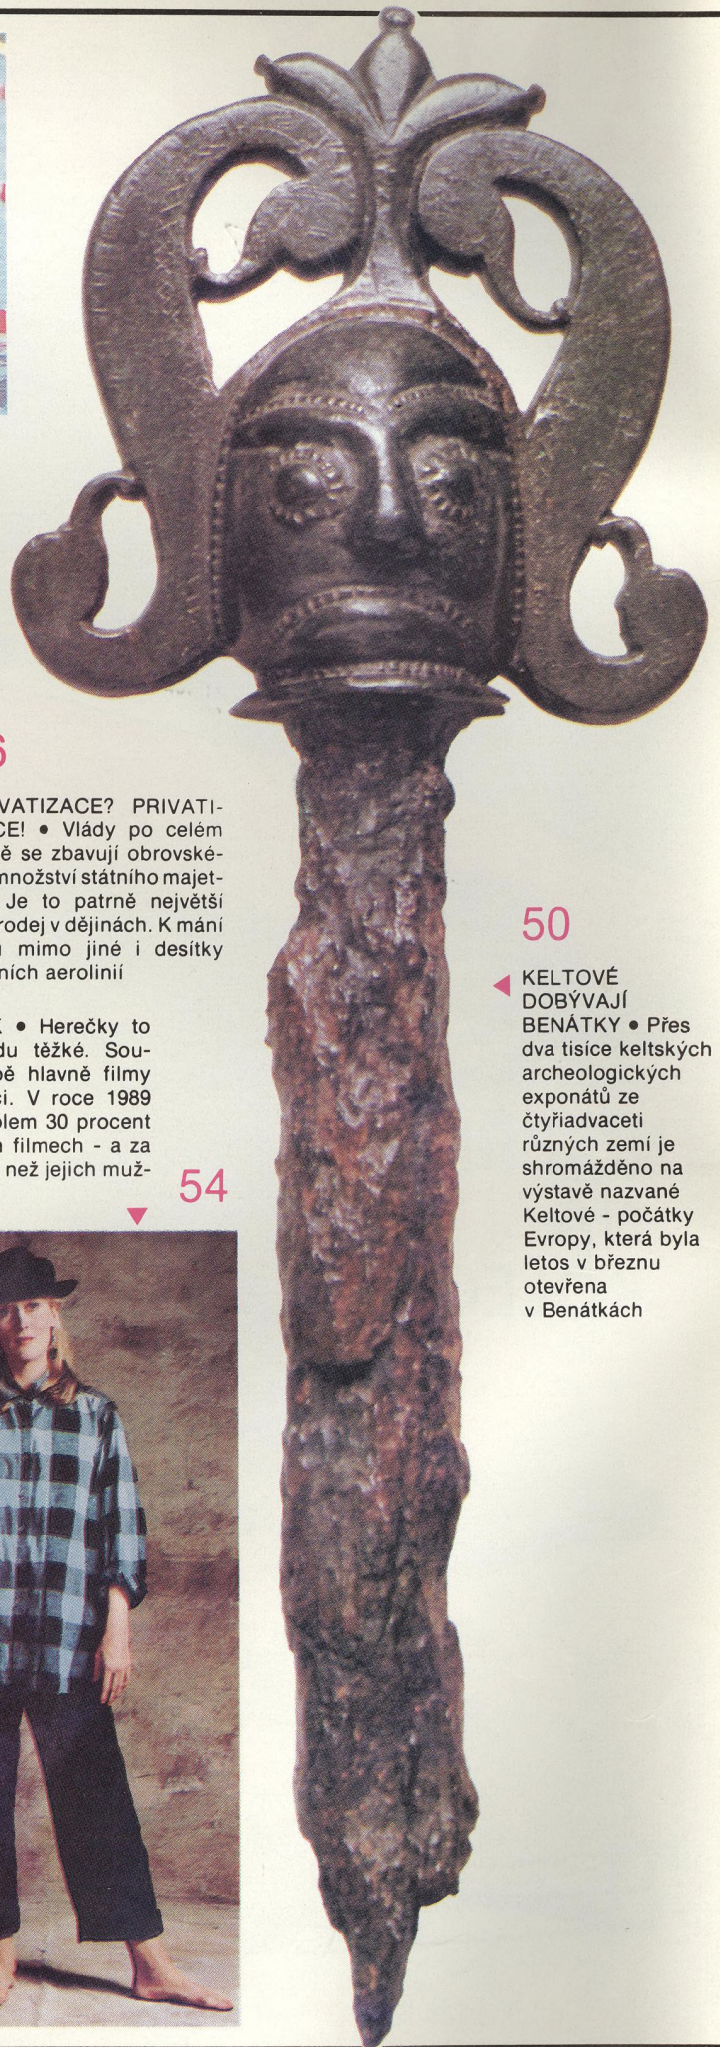 6
VATIZACE? PRIVATI-
CE! • Vlády po celém
ě se zbavují obrovské-
množství státního majet-
Je to patrně největší
rodej v dějinách. K mání
mimo jiné i desítky
ních aerolinií
K • Herečky to
du těžké. Sou-
bě hlavně filmy
ci. V roce 1989
olem 30 procent
h filmech - a za
než jejich muž-
54
50
KELTOVÉ
DOBÝVAJÍ
BENÁTKY • Přes
dva tisíce keltských
archeologických
exponátů ze
čtyřiadvaceti
různých zemí je
shromážděno na
výstavě nazvané
Keltové - počátky
Evropy, která byla
letos v březnu
otevřena
v Benátkách